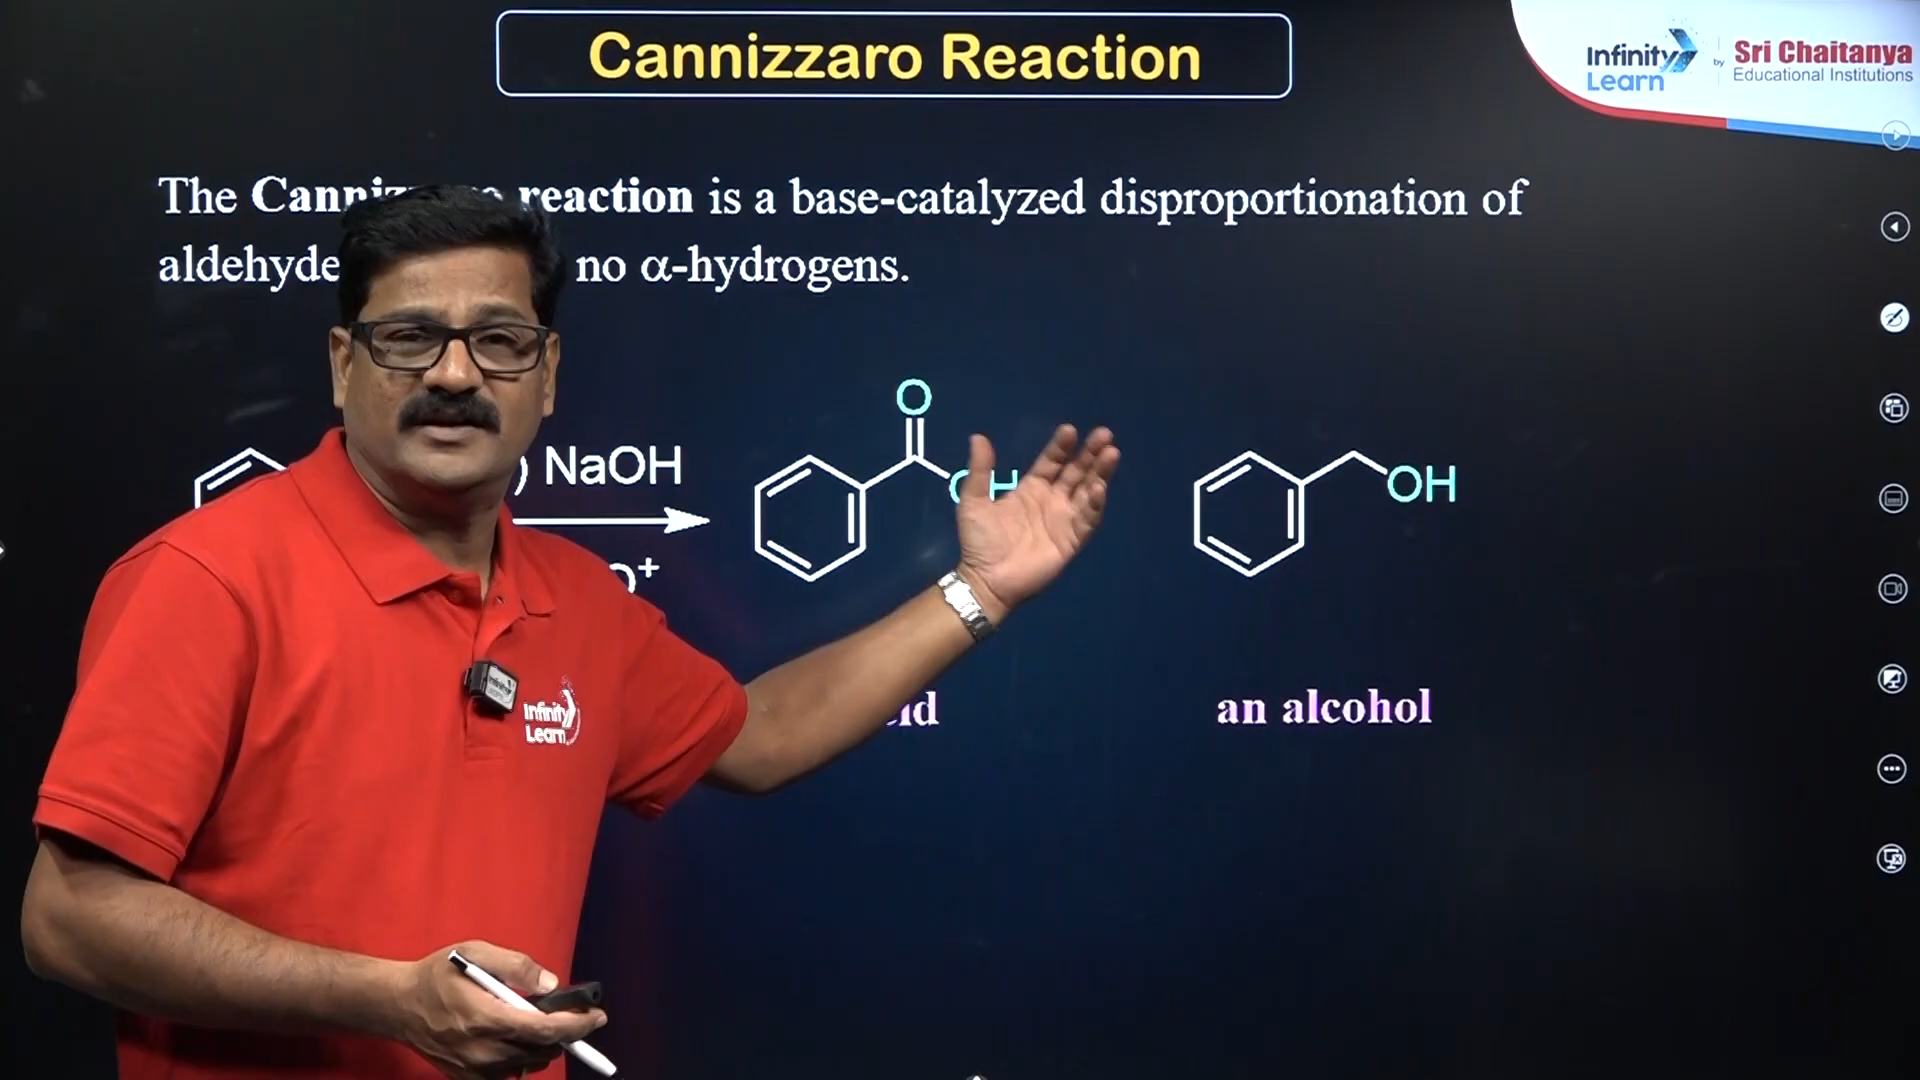 Cannizzaro Reaction
Infinity Learn
by
Sri Chaitanya
Educational Institutions
The reaction is a base-catalyzed disproportionation of
no α-hydrogens.
O
) NaOH
OH
+
an alcohol
Infinity
Learn